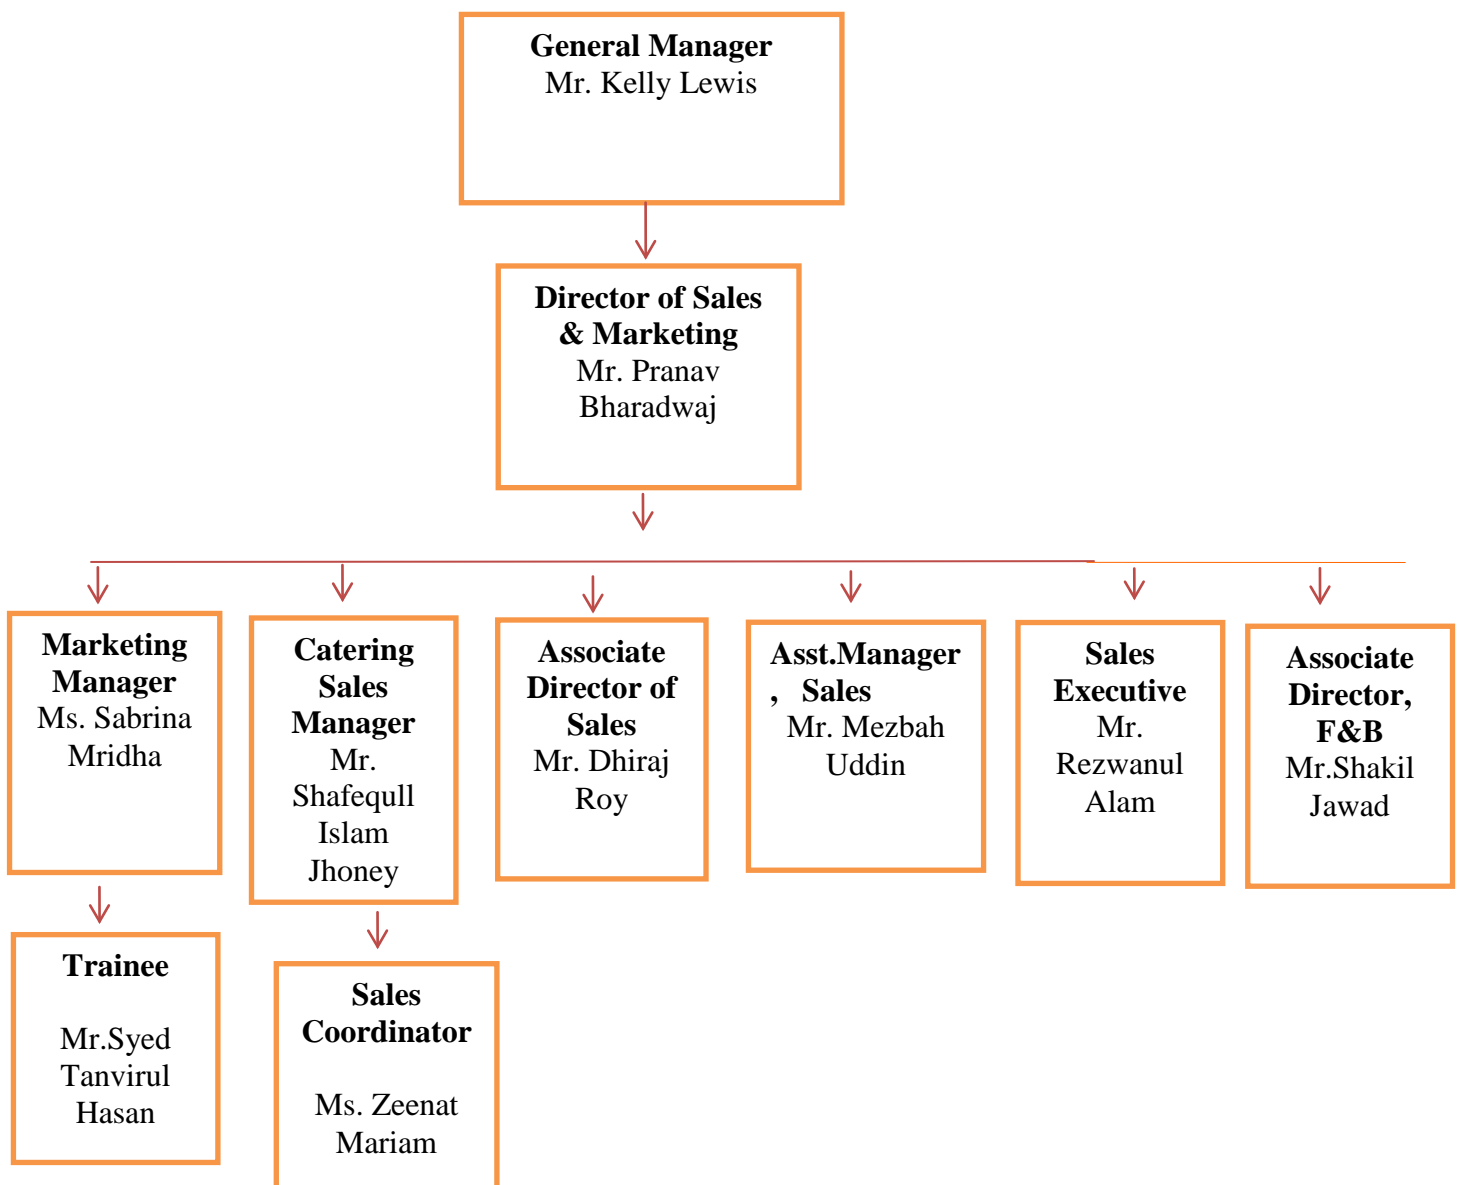 General Manager
Mr. Kelly Lewis
Director of Sales
& Marketing
Mr. Pranav
Bharadwaj
Marketing
Manager
Ms. Sabrina
Mridha
Catering
Sales
Manager
Mr.
Shafequll
Islam
Jhoney
Associate
Director of
Sales
Mr. Dhiraj
Roy
Asst.Manager
, Sales
Mr. Mezbah
Uddin
Sales
Executive
Mr.
Rezwanul
Alam
Associate
Director,
F&B
Mr.Shakil
Jawad
Trainee
Mr.Syed
Tanvirul
Hasan
Sales
Coordinator
Ms. Zeenat
Mariam